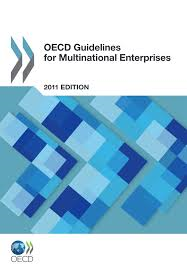 OECD Guidelines
for Multinational Enterprises
2011 EDITION
OECD